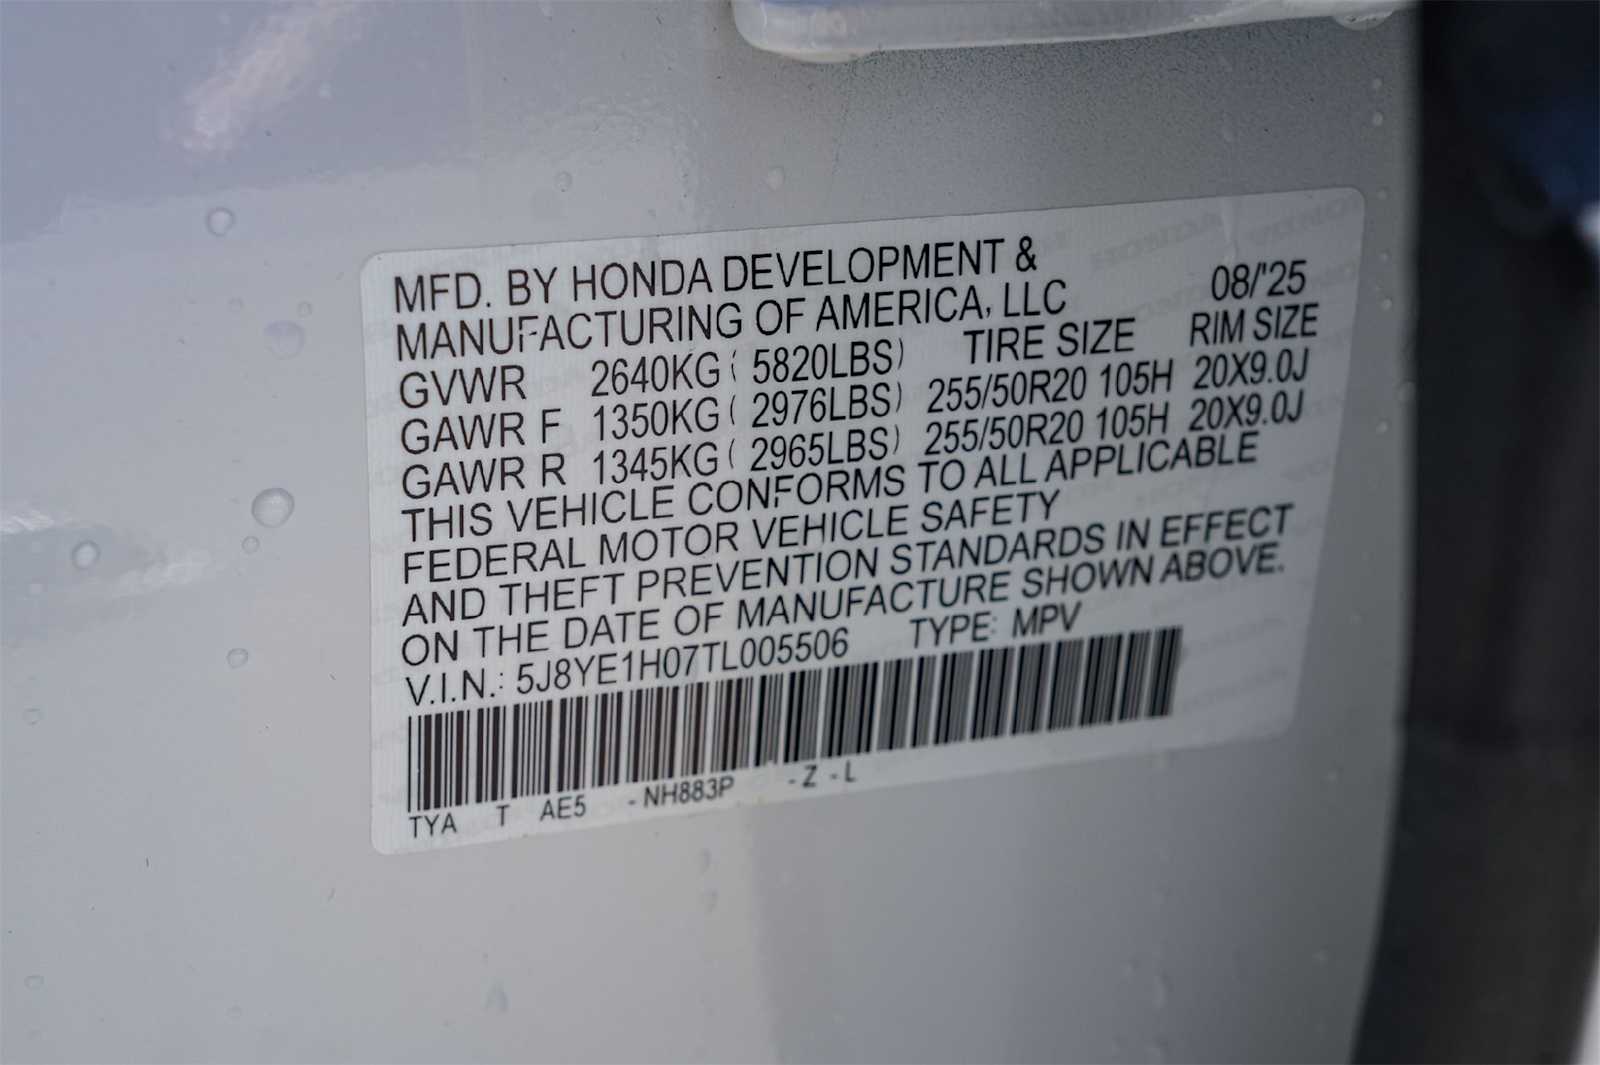 MFD. BY HONDA DEVELOPMENT &
MANUFACTURING OF AMERICA, LLC 08/'25
GVWR 2640KG ( 5820LBS) TIRE SIZE RIM SIZE
GAWR F 1350KG ( 2976LBS) 255/50R20 105H 20X9.0J
GAWR R 1345KG ( 2965LBS) 255/50R20 105H 20X9.0J
THIS VEHICLE CONFORMS TO ALL APPLICABLE
FEDERAL MOTOR VEHICLE SAFETY
AND THEFT PREVENTION STANDARDS IN EFFECT
ON THE DATE OF MANUFACTURE SHOWN ABOVE.
V.I.N.: 5J8YE1H07TL005506 TYPE: MPV
TYA T AE5 - NH883P - Z - L